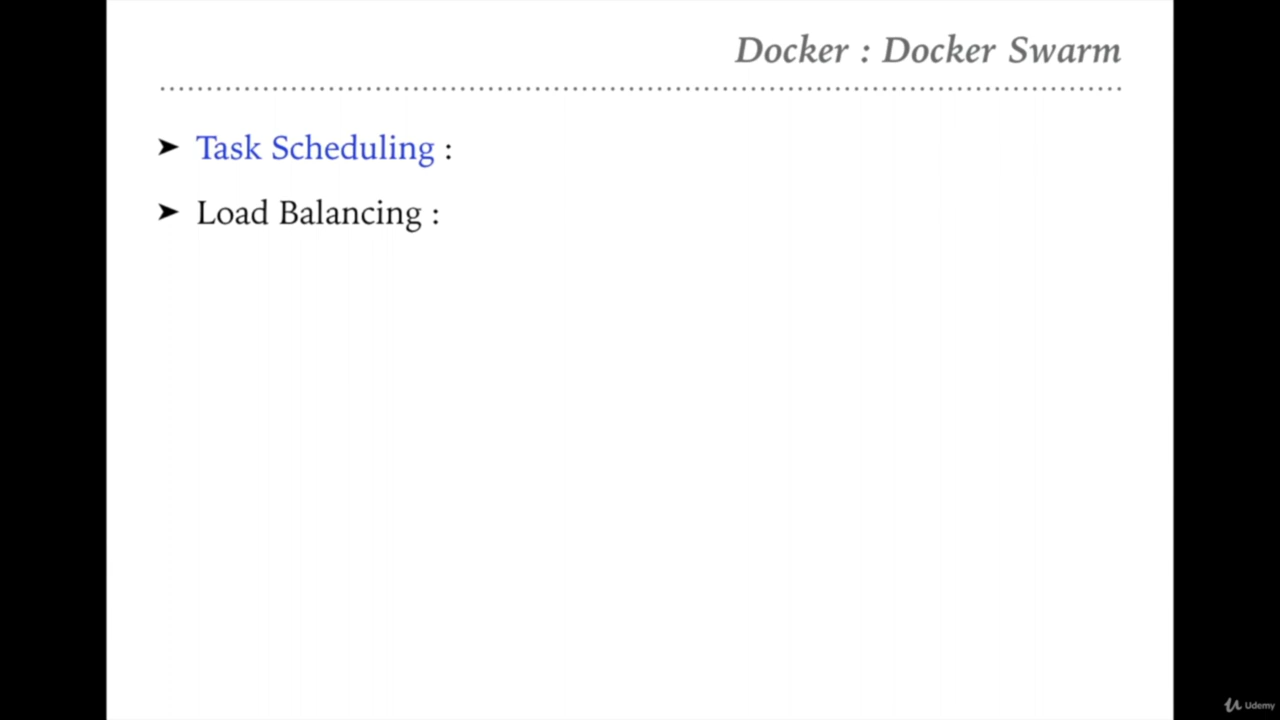 Docker : Docker Swarm
➤ Task Scheduling :
➤ Load Balancing :
Udemy